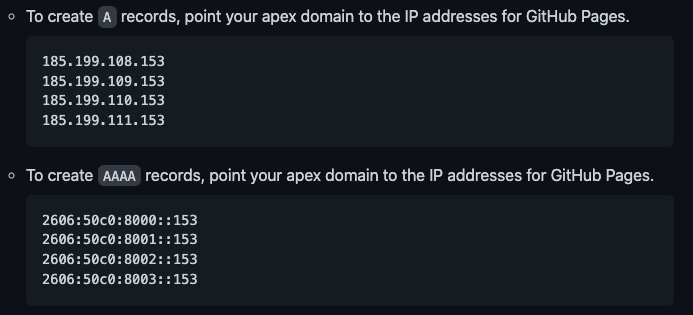 To create A records, point your apex domain to the IP addresses for GitHub Pages.
185.199.108.153
185.199.109.153
185.199.110.153
185.199.111.153
To create AAAA records, point your apex domain to the IP addresses for GitHub Pages.
2606:50c0:8000::153
2606:50c0:8001::153
2606:50c0:8002::153
2606:50c0:8003::153